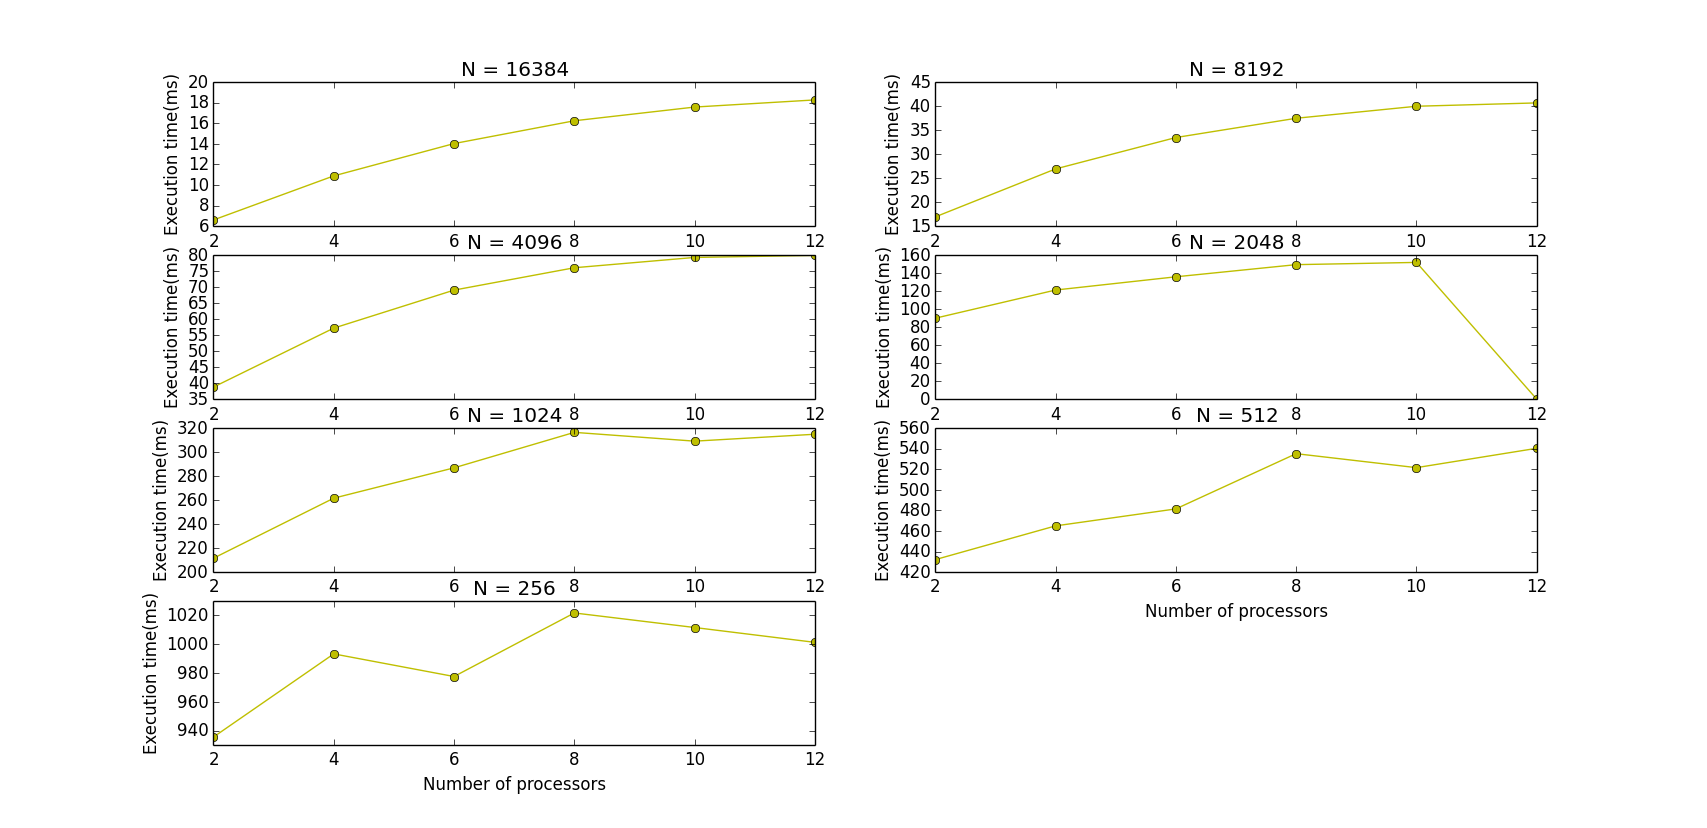 N = 16384
Execution time(ms)
20
18
16
14
12
10
8
6
2 4 6 8 10 12
N = 8192
Execution time(ms)
45
40
35
30
25
20
15
2 4 6 8 10 12
N = 4096
Execution time(ms)
80
75
70
65
60
55
50
45
40
35
2 4 6 8 10 12
N = 2048
Execution time(ms)
160
140
120
100
80
60
40
20
0
2 4 6 8 10 12
N = 1024
Execution time(ms)
320
300
280
260
240
220
200
2 4 6 8 10 12
N = 512
Execution time(ms)
560
540
520
500
480
460
440
420
2 4 6 8 10 12
Number of processors
N = 256
Execution time(ms)
1020
1000
980
960
940
2 4 6 8 10 12
Number of processors